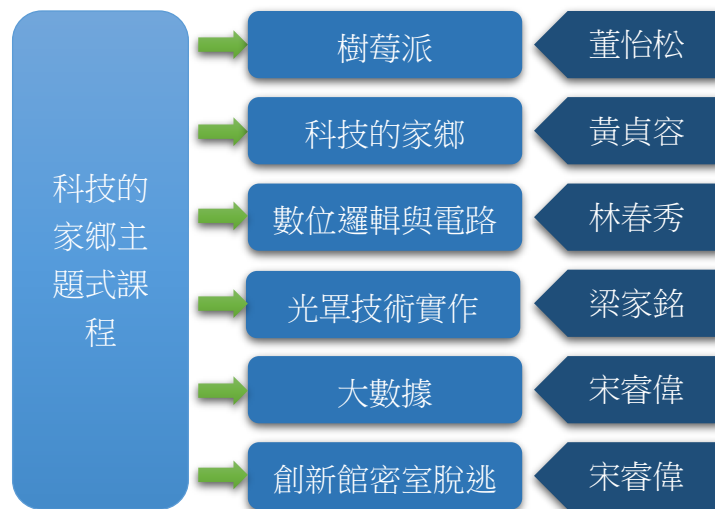 科技的
家鄉主
題式課
程
樹莓派
董怡松
科技的家鄉
黃貞容
數位邏輯與電路
林春秀
光罩技術實作
梁家銘
大數據
宋睿偉
創新館密室脫逃
宋睿偉